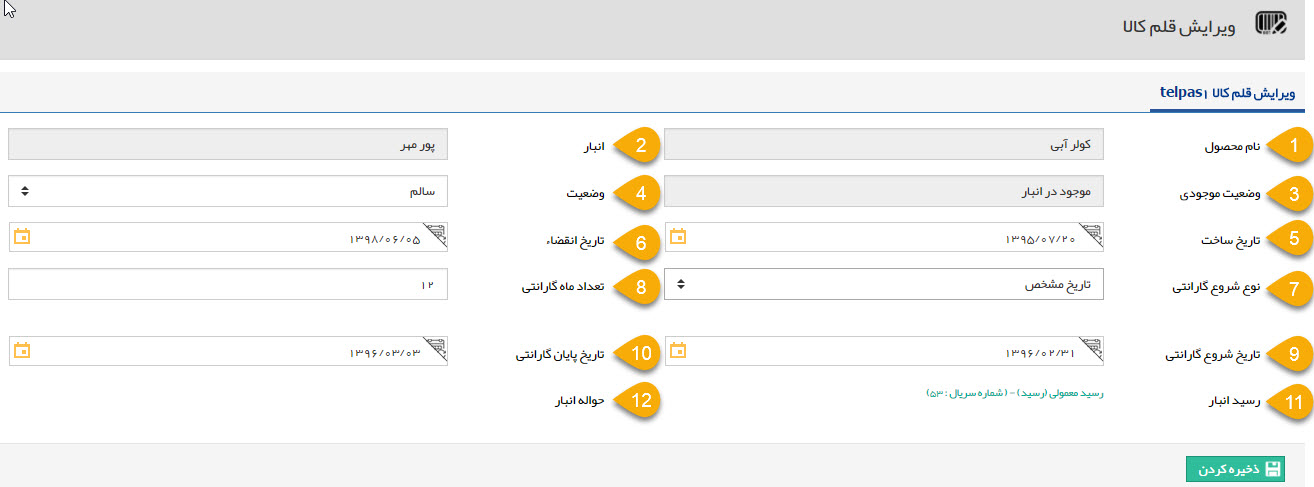 ویرایش قلم کالا
ویرایش قلم کالا telpas۱
1 نام محصول کولر آبی 2 انبار پور مهر
3 وضعیت موجودی موجود در انبار 4 وضعیت سالم
5 تاریخ ساخت ۱۳۹۵/۰۷/۲۰ 6 تاریخ انقضاء ۱۳۹۸/۰۶/۰۵
7 نوع شروع گارانتی تاریخ مشخص 8 تعداد ماه گارانتی ۱۲
9 تاریخ شروع گارانتی ۱۳۹۶/۰۲/۳۱ 10 تاریخ پایان گارانتی ۱۳۹۶/۰۳/۰۳
11 رسید انبار رسید معمولی (رسید) - (شماره سریال : ۵۳) 12 حواله انبار
ذخیره کردن